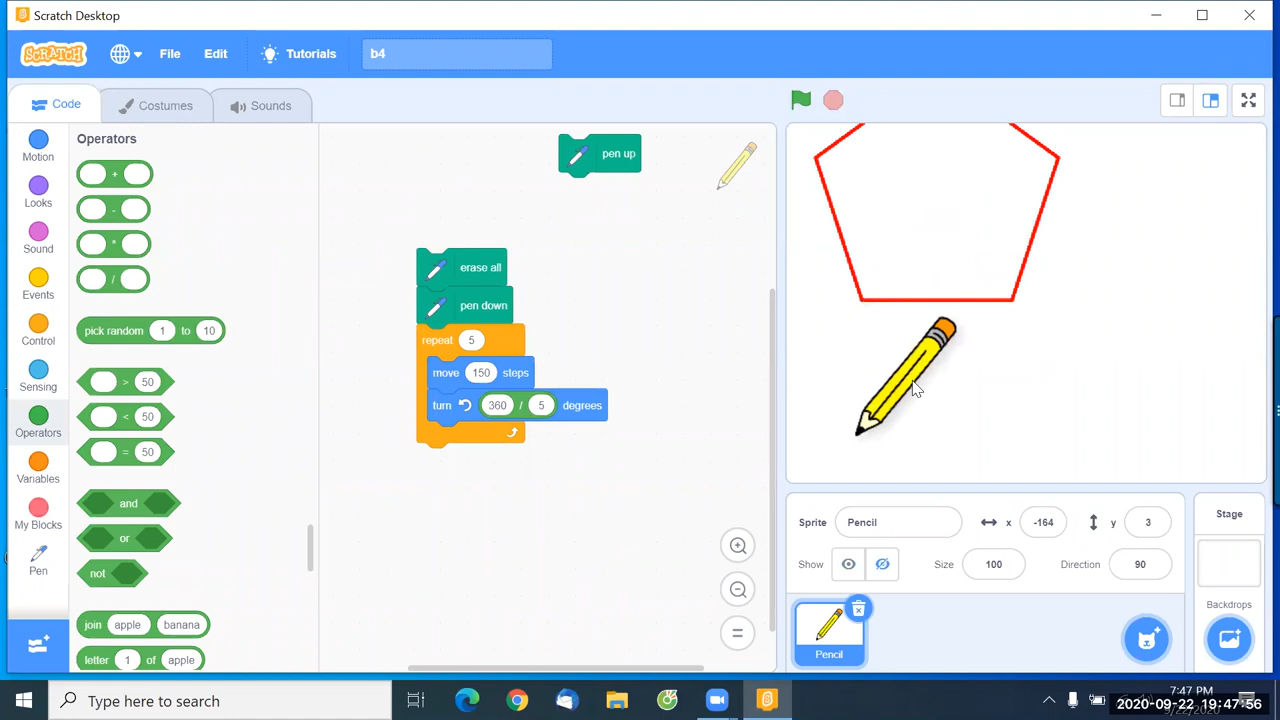 Scratch Desktop
SCRATCH
File
Edit
Tutorials
b4
Code
Costumes
Sounds
Motion
Looks
Sound
Events
Control
Sensing
Operators
Variables
My Blocks
Pen
Operators
+
-
*
/
pick random 1 to 10
> 50
< 50
= 50
and
or
not
join apple banana
letter 1 of apple
pen up
erase all
pen down
repeat 5
move 150 steps
turn 360 / 5 degrees
Sprite Pencil x -164 y 3
Show Size 100 Direction 90
Pencil
Stage
Backdrops
Type here to search
7:47 PM
2020-09-22 19:47:56